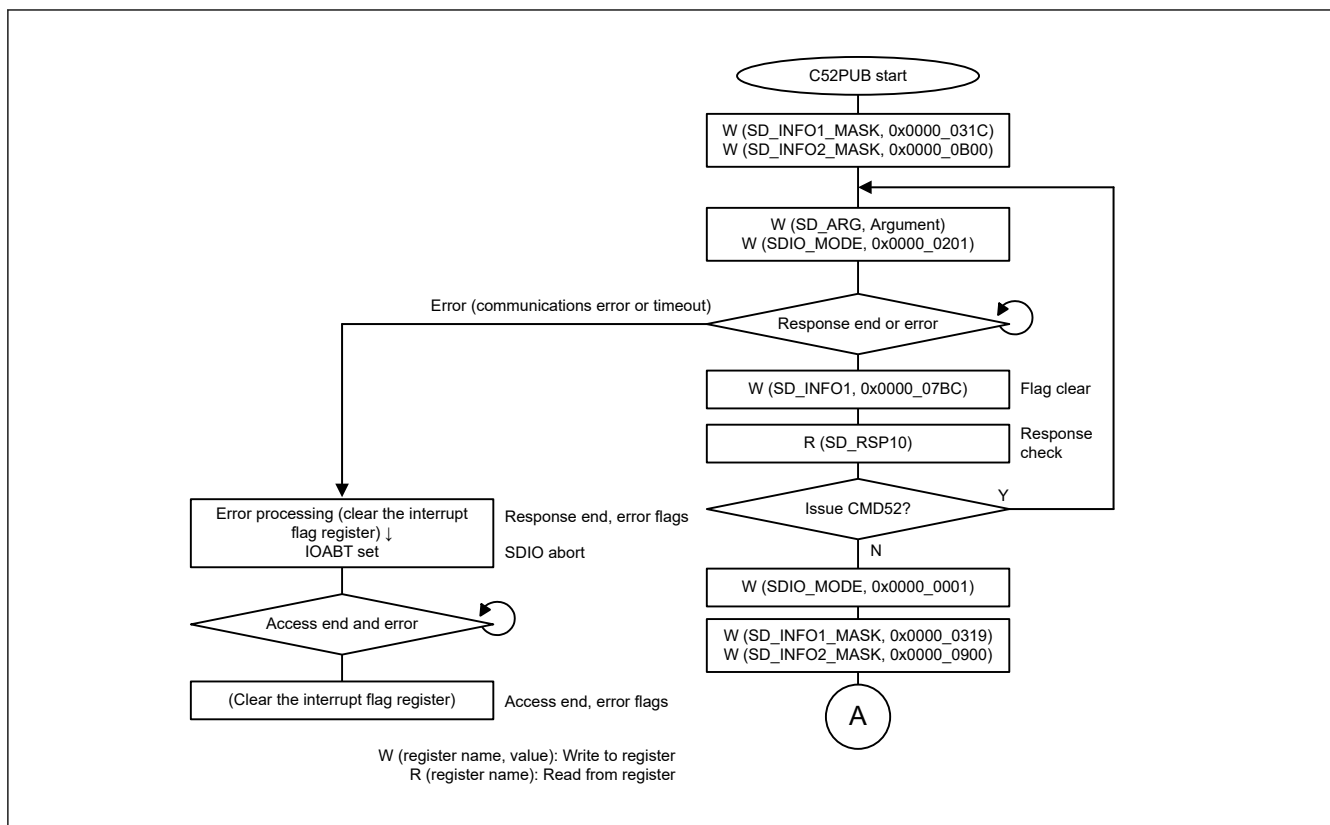 C52PUB start
W (SD_INFO1_MASK, 0x0000_031C)
W (SD_INFO2_MASK, 0x0000_0B00)
W (SD_ARG, Argument)
W (SDIO_MODE, 0x0000_0201)
Error (communications error or timeout)
Response end or error
W (SD_INFO1, 0x0000_07BC)
Flag clear
R (SD_RSP10)
Response
check
Issue CMD52?
Y
N
Error processing (clear the interrupt
flag register) ↓
IOABT set
Response end, error flags
SDIO abort
W (SDIO_MODE, 0x0000_0001)
Access end and error
W (SD_INFO1_MASK, 0x0000_0319)
W (SD_INFO2_MASK, 0x0000_0900)
(Clear the interrupt flag register)
Access end, error flags
A
W (register name, value): Write to register
R (register name): Read from register